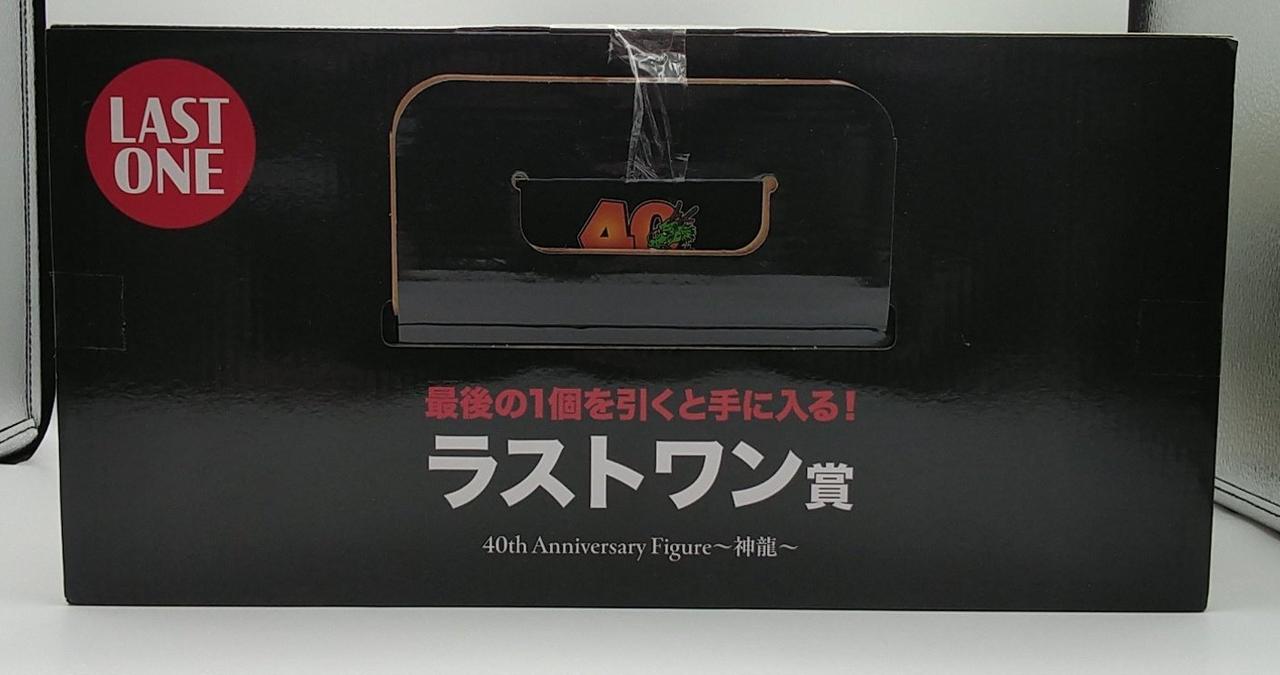 LAST
ONE
40
最後の1個を引くと手に入る!
ラストワン賞
40th Anniversary Figure～神龍～